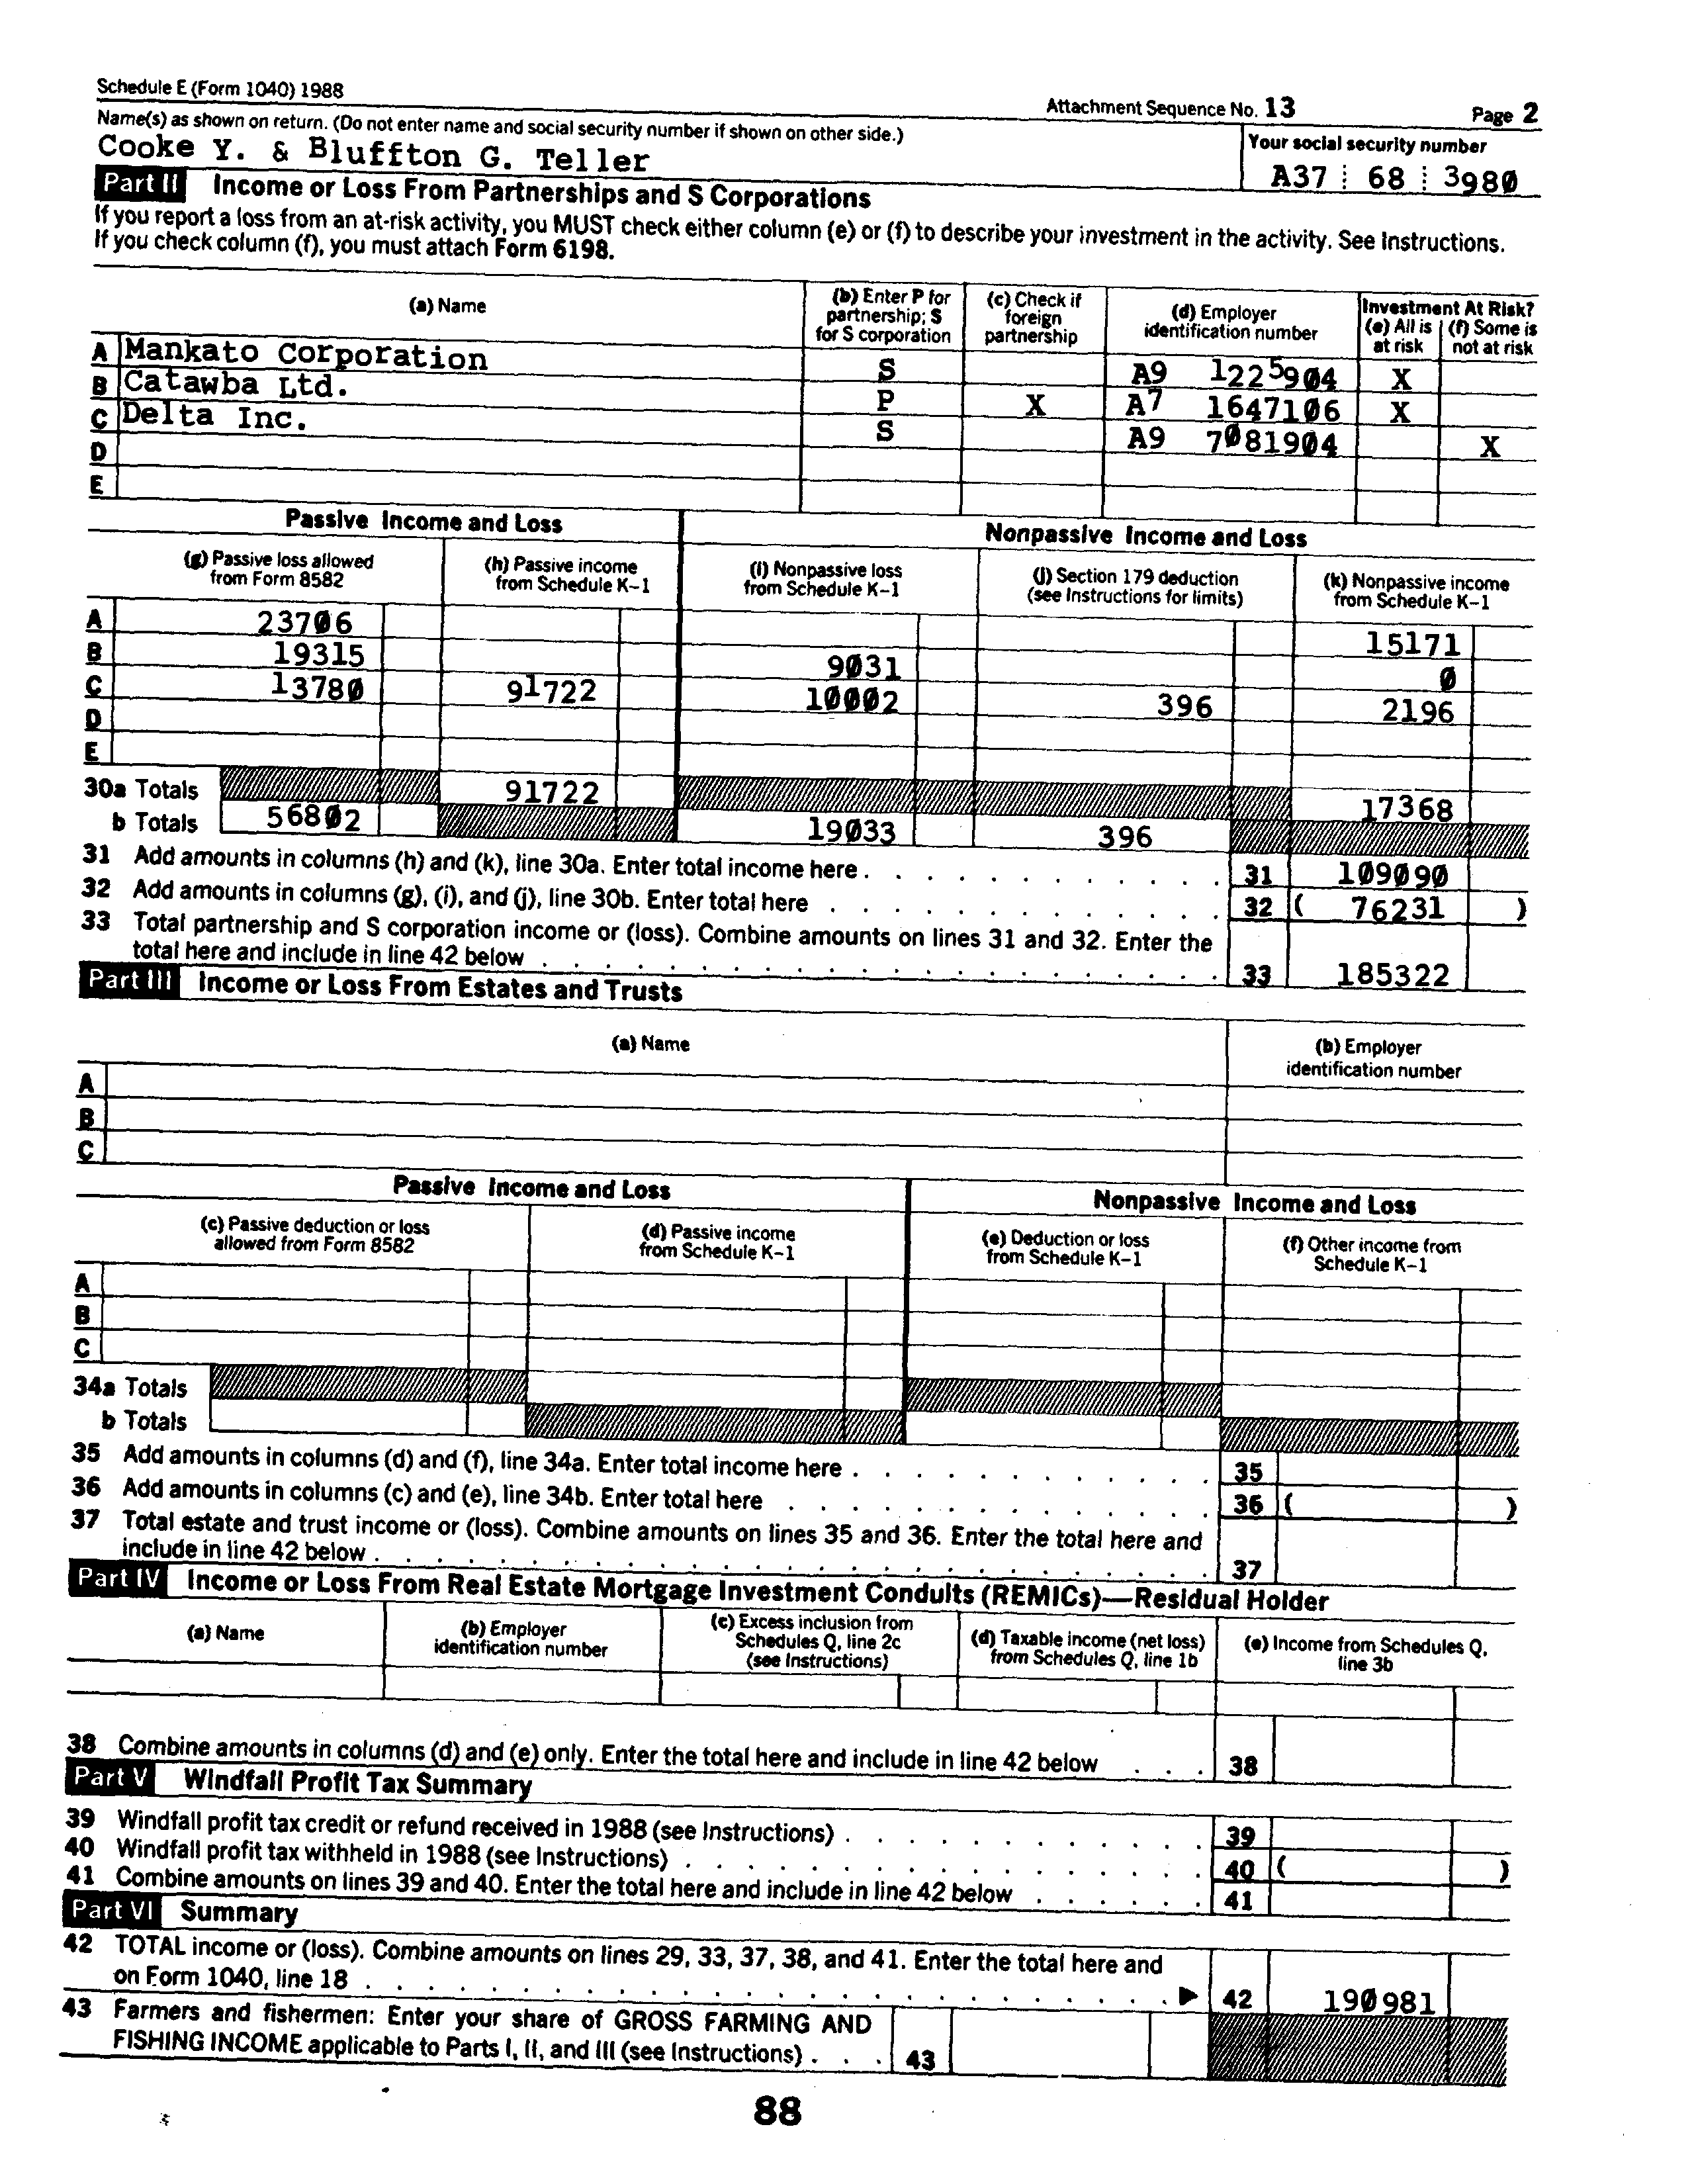 Schedule E (Form 1040) 1988
Attachment Sequence No. 13 Page 2
Name(s) as shown on return. (Do not enter name and social security number if shown on other side.)
Your social security number
Cooke Y. & Bluffton G. Teller
A37 68 3980
Part II Income or Loss From Partnerships and S Corporations
If you report a loss from an at-risk activity, you MUST check either column (e) or (f) to describe your investment in the activity. See Instructions.
If you check column (f), you must attach Form 6198.
(a) Name
(b) Enter P for partnership; S for S corporation
(c) Check if foreign partnership
(d) Employer identification number
Investment At Risk?
(e) All is at risk
(f) Some is not at risk
A Mankato Corporation S A9 1225904 X
B Catawba Ltd. P X A7 1647106 X
C Delta Inc. S A9 7081904 X
D
E
Passive Income and Loss
Nonpassive Income and Loss
(g) Passive loss allowed from Form 8582
(h) Passive income from Schedule K-1
(i) Nonpassive loss from Schedule K-1
(j) Section 179 deduction (see Instructions for limits)
(k) Nonpassive income from Schedule K-1
A 23706 15171
B 19315 9031 0
C 13780 91722 10002 396 2196
D
E
30a Totals 91722 17368
b Totals 56802 19033 396
31 Add amounts in columns (h) and (k), line 30a. Enter total income here . 31 109090
32 Add amounts in columns (g), (i), and (j), line 30b. Enter total here 32 ( 76231 )
33 Total partnership and S corporation income or (loss). Combine amounts on lines 31 and 32. Enter the
total here and include in line 42 below 33 185322
Part III Income or Loss From Estates and Trusts
(a) Name
(b) Employer identification number
A
B
C
Passive Income and Loss
Nonpassive Income and Loss
(c) Passive deduction or loss allowed from Form 8582
(d) Passive income from Schedule K-1
(e) Deduction or loss from Schedule K-1
(f) Other income from Schedule K-1
A
B
C
34a Totals
b Totals
35 Add amounts in columns (d) and (f), line 34a. Enter total income here . 35
36 Add amounts in columns (c) and (e), line 34b. Enter total here 36 ( )
37 Total estate and trust income or (loss). Combine amounts on lines 35 and 36. Enter the total here and
include in line 42 below . 37
Part IV Income or Loss From Real Estate Mortgage Investment Conduits (REMICs)—Residual Holder
(a) Name
(b) Employer identification number
(c) Excess inclusion from Schedules Q, line 2c (see Instructions)
(d) Taxable income (net loss) from Schedules Q, line 1b
(e) Income from Schedules Q, line 3b
38 Combine amounts in columns (d) and (e) only. Enter the total here and include in line 42 below 38
Part V Windfall Profit Tax Summary
39 Windfall profit tax credit or refund received in 1988 (see Instructions) . 39
40 Windfall profit tax withheld in 1988 (see Instructions) . 40 ( )
41 Combine amounts on lines 39 and 40. Enter the total here and include in line 42 below 41
Part VI Summary
42 TOTAL income or (loss). Combine amounts on lines 29, 33, 37, 38, and 41. Enter the total here and
on Form 1040, line 18 . ▶ 42 190981
43 Farmers and fishermen: Enter your share of GROSS FARMING AND
FISHING INCOME applicable to Parts I, II, and III (see Instructions) . 43
88